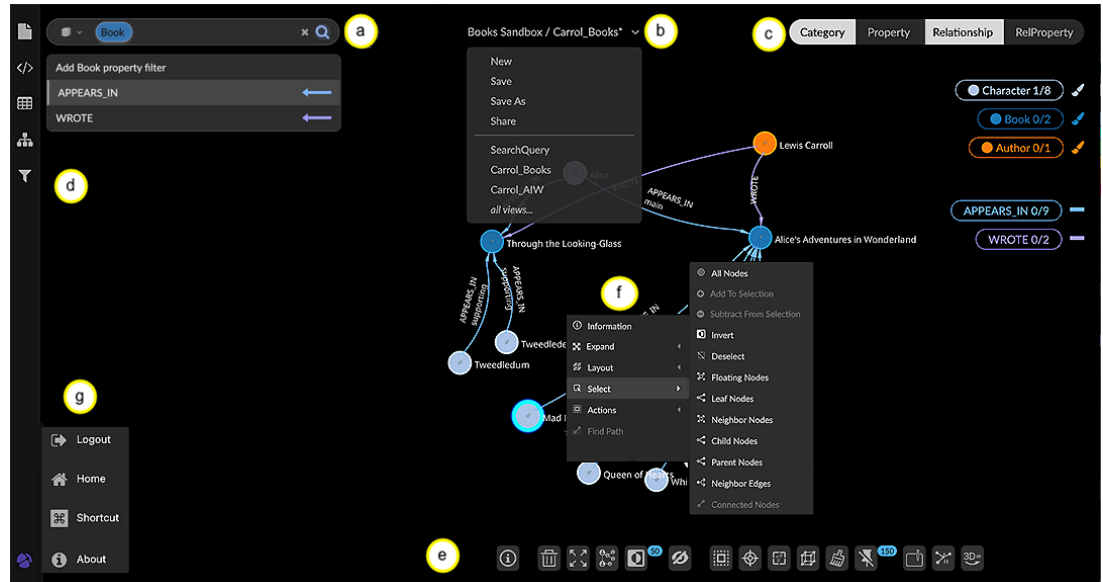 Book
a
Books Sandbox / Carrol_Books*
b
c
Category
Property
Relationship
RelProperty
Add Book property filter
APPEARS_IN
WROTE
New
Save
Save As
Share
SearchQuery
Carrol_Books
Carrol_AIW
all views...
Character 1/8
Book 0/2
Author 0/1
APPEARS_IN 0/9
WROTE 0/2
d
Lewis Carroll
Alice
WROTE
WROTE
APPEARS_IN
main
Through the Looking-Glass
Alice's Adventures in Wonderland
APPEARS_IN
supporting
APPEARS_IN
supporting
Tweedledum
Tweedlede
f
Information
Expand
Layout
Select
Actions
Find Path
All Nodes
Add To Selection
Subtract From Selection
Invert
Deselect
Floating Nodes
Leaf Nodes
Neighbor Nodes
Child Nodes
Parent Nodes
Neighbor Edges
Connected Nodes
Mad
Queen of Hearts
Whi
g
Logout
Home
Shortcut
About
e
50
150
3D